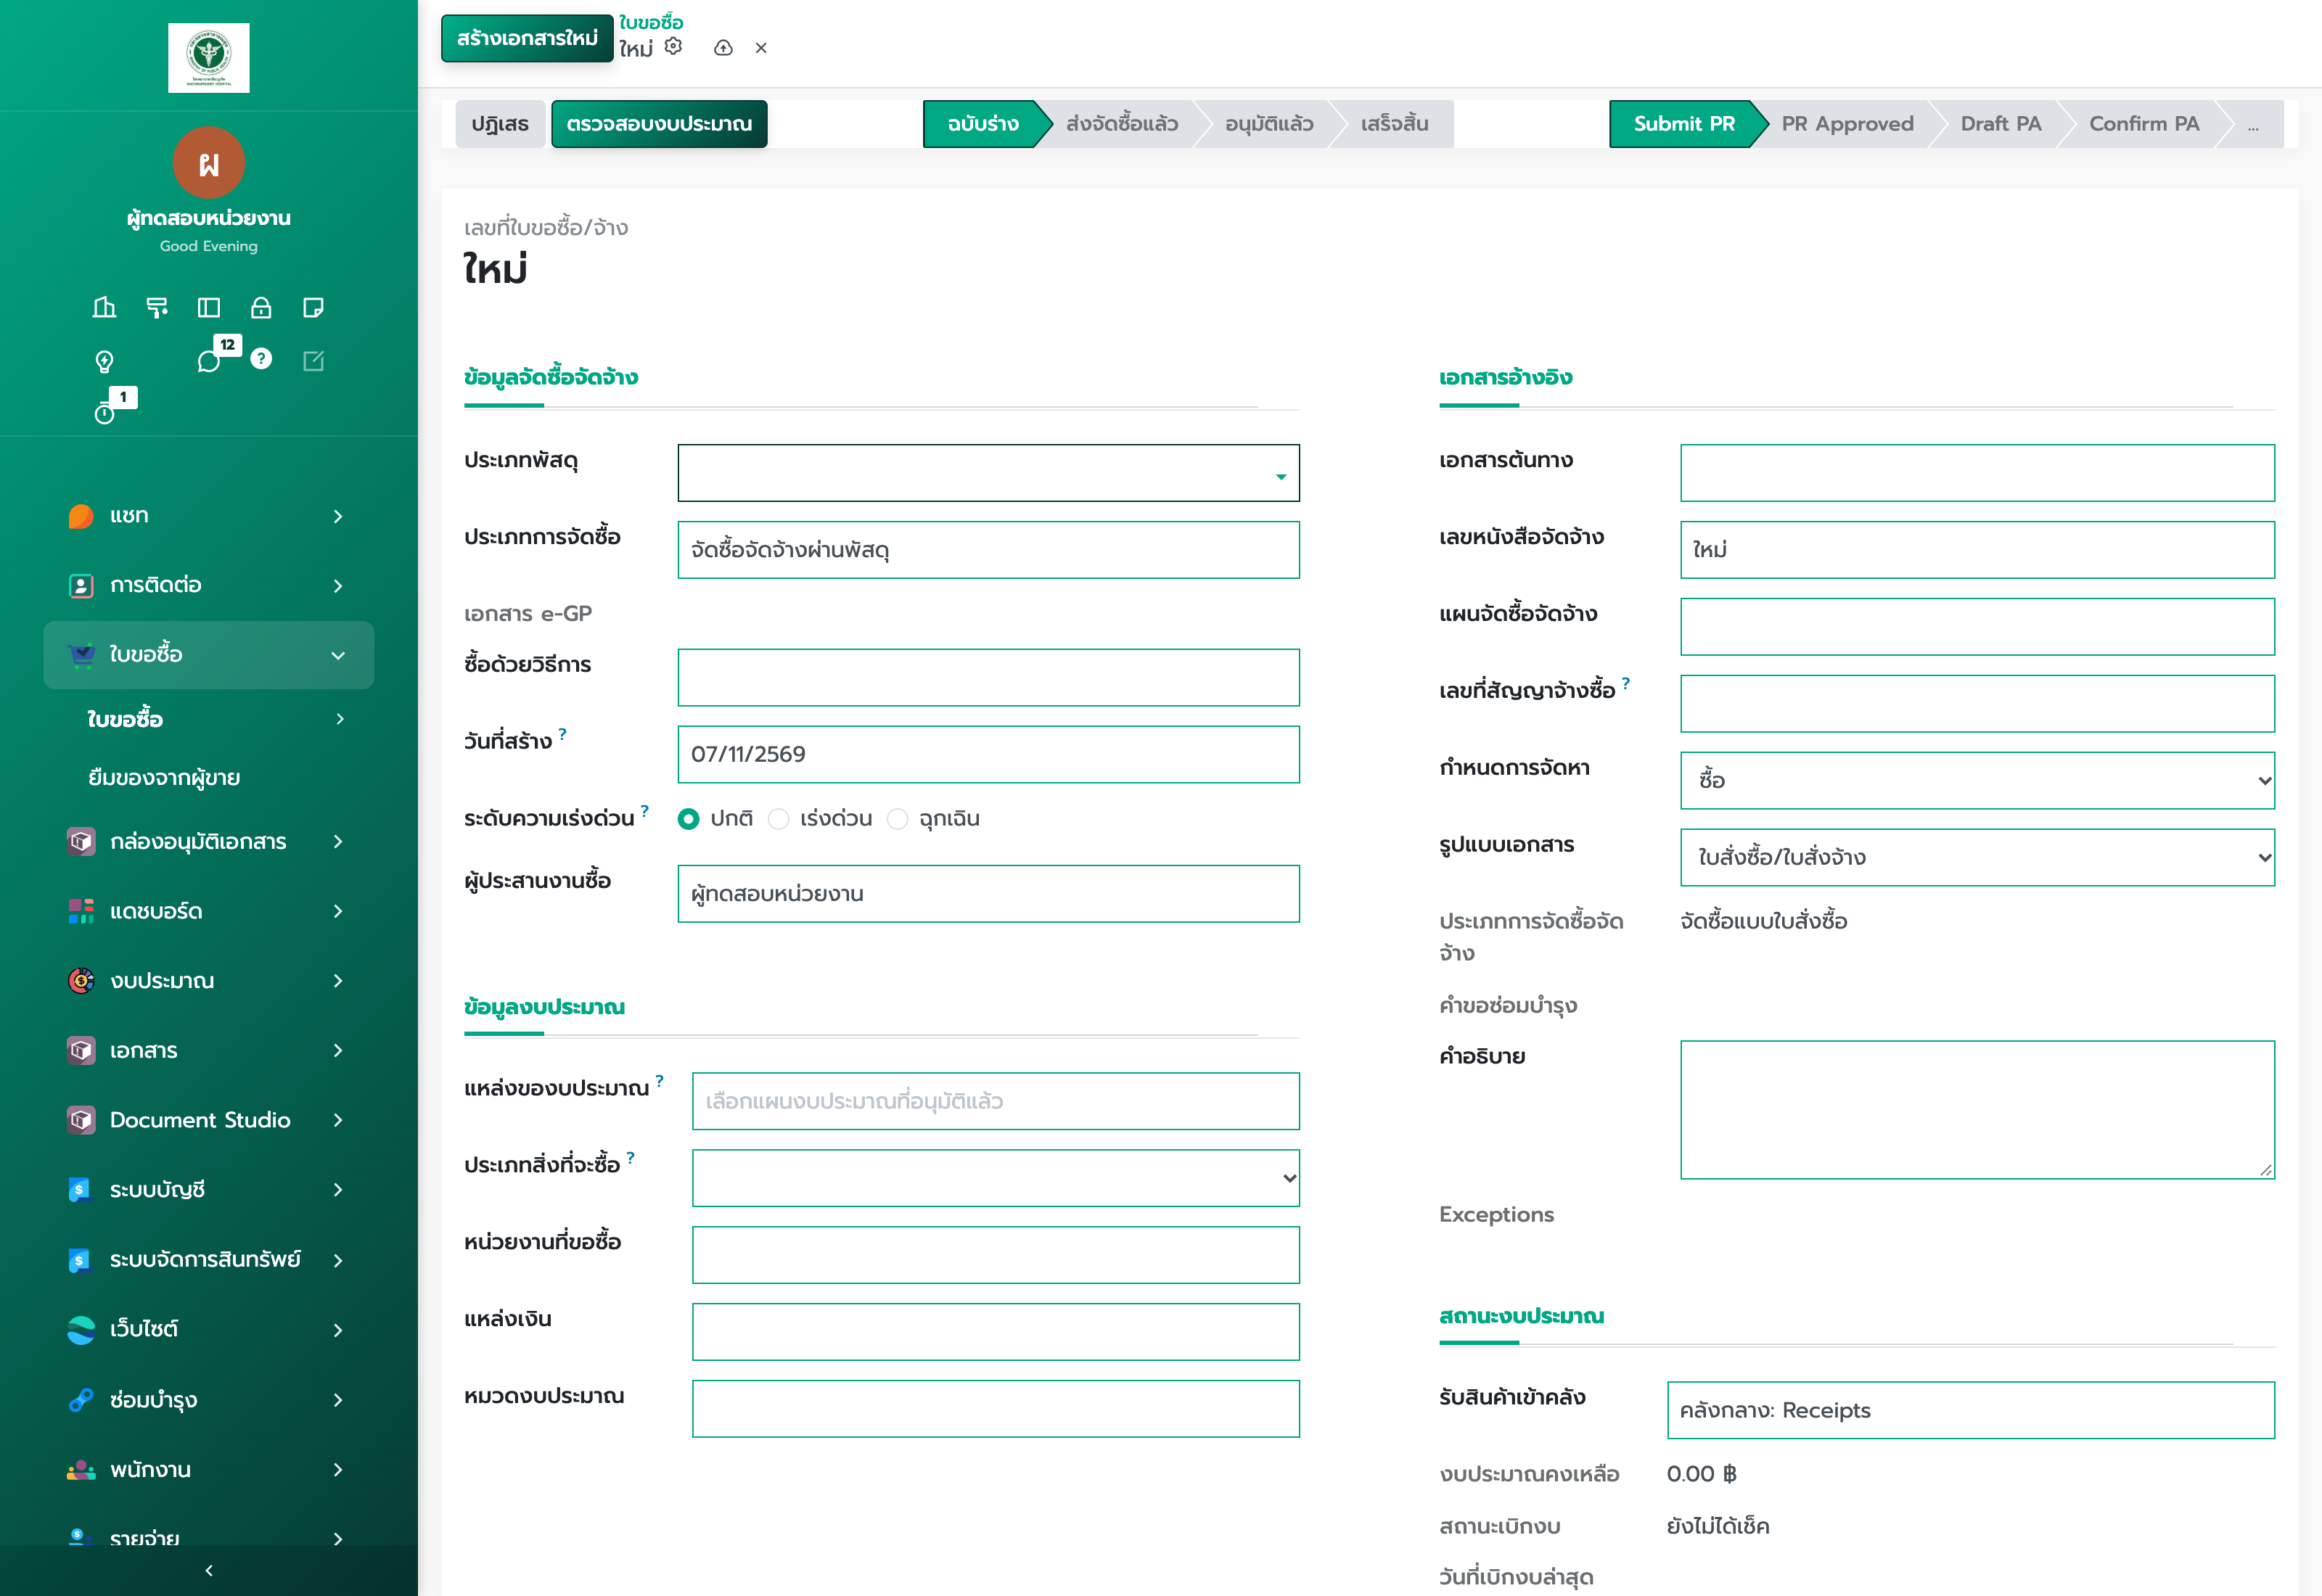 สร้างเอกสารใหม่
ใบขอซื้อ
ใหม่
ผ
ผู้ทดสอบหน่วยงาน
Good Evening
12
?
1
แชท
การติดต่อ
ใบขอซื้อ
ใบขอซื้อ
ยืมของจากผู้ขาย
กล่องอนุมัติเอกสาร
แดชบอร์ด
งบประมาณ
เอกสาร
Document Studio
ระบบบัญชี
ระบบจัดการสินทรัพย์
เว็บไซต์
ซ่อมบำรุง
พนักงาน
รายจ่าย
ปฏิเสธ
ตรวจสอบงบประมาณ
ฉบับร่าง
ส่งจัดซื้อแล้ว
อนุมัติแล้ว
เสร็จสิ้น
Submit PR
PR Approved
Draft PA
Confirm PA
...
เลขที่ใบขอซื้อ/จ้าง
ใหม่
ข้อมูลจัดซื้อจัดจ้าง
ประเภทพัสดุ
ประเภทการจัดซื้อ
จัดซื้อจัดจ้างผ่านพัสดุ
เอกสาร e-GP
ซื้อด้วยวิธีการ
วันที่สร้าง ?
07/11/2569
ระดับความเร่งด่วน ?
ปกติ
เร่งด่วน
ฉุกเฉิน
ผู้ประสานงานซื้อ
ผู้ทดสอบหน่วยงาน
ข้อมูลงบประมาณ
แหล่งของบประมาณ ?
เลือกแผนงบประมาณที่อนุมัติแล้ว
ประเภทสิ่งที่จะซื้อ ?
หน่วยงานที่ขอซื้อ
แหล่งเงิน
หมวดงบประมาณ
เอกสารอ้างอิง
เอกสารต้นทาง
เลขหนังสือจัดจ้าง
ใหม่
แผนจัดซื้อจัดจ้าง
เลขที่สัญญาจ้างซื้อ ?
กำหนดการจัดหา
ซื้อ
รูปแบบเอกสาร
ใบสั่งซื้อ/ใบสั่งจ้าง
ประเภทการจัดซื้อจัด
จ้าง
จัดซื้อแบบใบสั่งซื้อ
คำขอซ่อมบำรุง
คำอธิบาย
Exceptions
สถานะงบประมาณ
รับสินค้าเข้าคลัง
คลังกลาง: Receipts
งบประมาณคงเหลือ
0.00 ฿
สถานะเบิกงบ
ยังไม่ได้เช็ค
วันที่เบิกงบล่าสุด